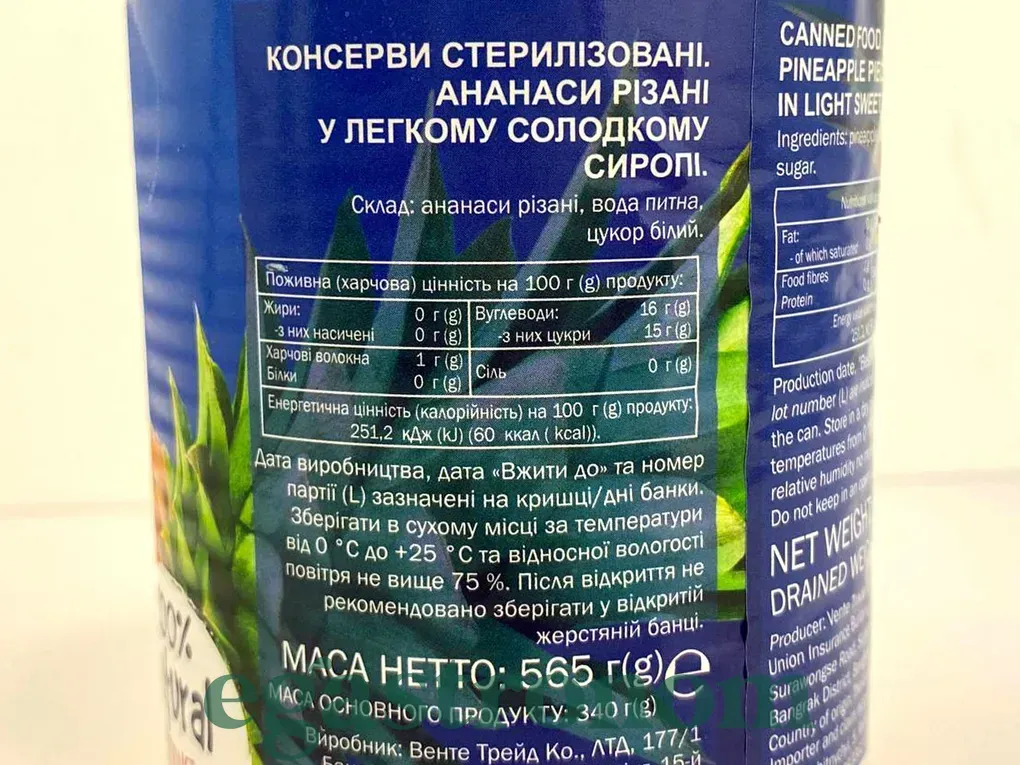 КОНСЕРВИ СТЕРИЛІЗОВАНІ.
АНАНАСИ РІЗАНІ
У ЛЕГКОМУ СОЛОДКОМУ
СИРОПІ.
Склад: ананаси різані, вода питна,
цукор білий.
Поживна (харчова) цінність на 100 г (g) продукту:
Жири: 0 г (g) Вуглеводи: 16 г (g)
-з них насичені 0 г (g) -з них цукри 15 г (g)
Харчові волокна 1 г (g) Сіль 0 г (g)
Білки 0 г (g)
Енергетична цінність (калорійність) на 100 г (g) продукту:
251,2 кДж (kJ) (60 ккал ( kcal)).
Дата виробництва, дата «Вжити до» та номер
партії (L) зазначені на кришці/дні банки.
Зберігати в сухому місці за температури
від 0 °C до +25 °C та відносної вологості
повітря не вище 75 %. Після відкриття не
рекомендовано зберігати у відкритій
жерстяній банці.
МАСА НЕТТО: 565 г(g) e
МАСА ОСНОВНОГО ПРОДУКТУ: 340 г(g)
Виробник: Венте Трейд Ко., ЛТД, 177/1
15-й
CANNED FOOD
PINEAPPLE
IN LIGHT SWEET
Ingredients:
sugar.
Fat:
- of which saturated
Food fibres
Protein
Production date,
lot number (L) are
the can. Store in a
temperatures from
relative humidity
Do not keep in an
NET WEIGHT
DRAINED
Producer: Vente
Union Insurance
Surawongse Road,
Bangrak District,
Country of
Importer and